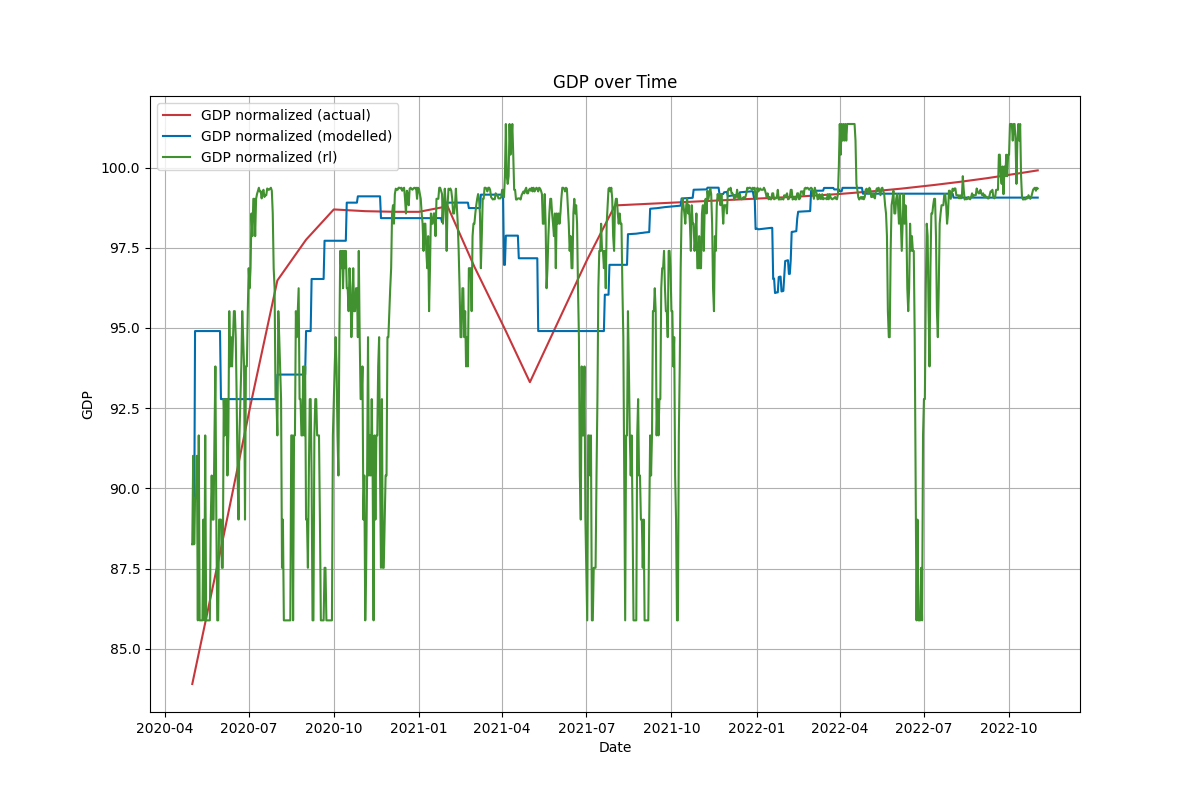 GDP over Time
GDP normalized (actual)
GDP normalized (modelled)
GDP normalized (rl)
100.0
97.5
95.0
92.5
90.0
87.5
85.0
GDP
2020-04 2020-07 2020-10 2021-01 2021-04 2021-07 2021-10 2022-01 2022-04 2022-07 2022-10
Date